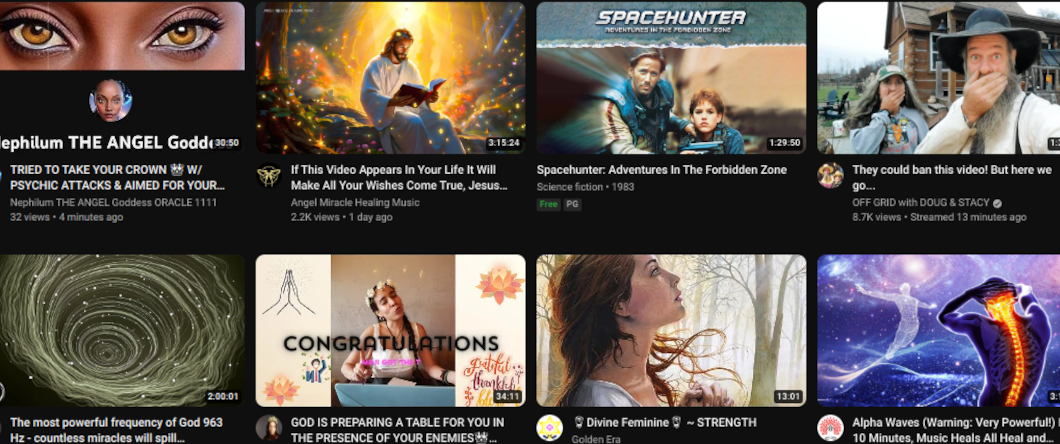 SPACEHUNTER
ADVENTURES IN THE FORBIDDEN ZONE
ephilum THE ANGEL Godd
30:50
3:15:24
1:29:50
TRIED TO TAKE YOUR CROWN 👑 W/
PSYCHIC ATTACKS & AIMED FOR YOUR...
Nephilum THE ANGEL Goddess ORACLE 1111
32 views • 4 minutes ago
If This Video Appears In Your Life It Will
Make All Your Wishes Come True, Jesus...
Angel Miracle Healing Music
2.2K views • 1 day ago
Spacehunter: Adventures In The Forbidden Zone
Science fiction • 1983
Free PG
They could ban this video! But here we
go...
OFF GRID with DOUG & STACY
8.7K views • Streamed 13 minutes ago
CONGRATULATIONS
grateful
thankful
2:00:01
34:11
13:01
The most powerful frequency of God 963
Hz - countless miracles will spill...
GOD IS PREPARING A TABLE FOR YOU IN
THE PRESENCE OF YOUR ENEMIES👑...
Divine Feminine ~ STRENGTH
Golden Era
Alpha Waves (Warning: Very Powerful!)
10 Minutes, Music Heals All Heal and...